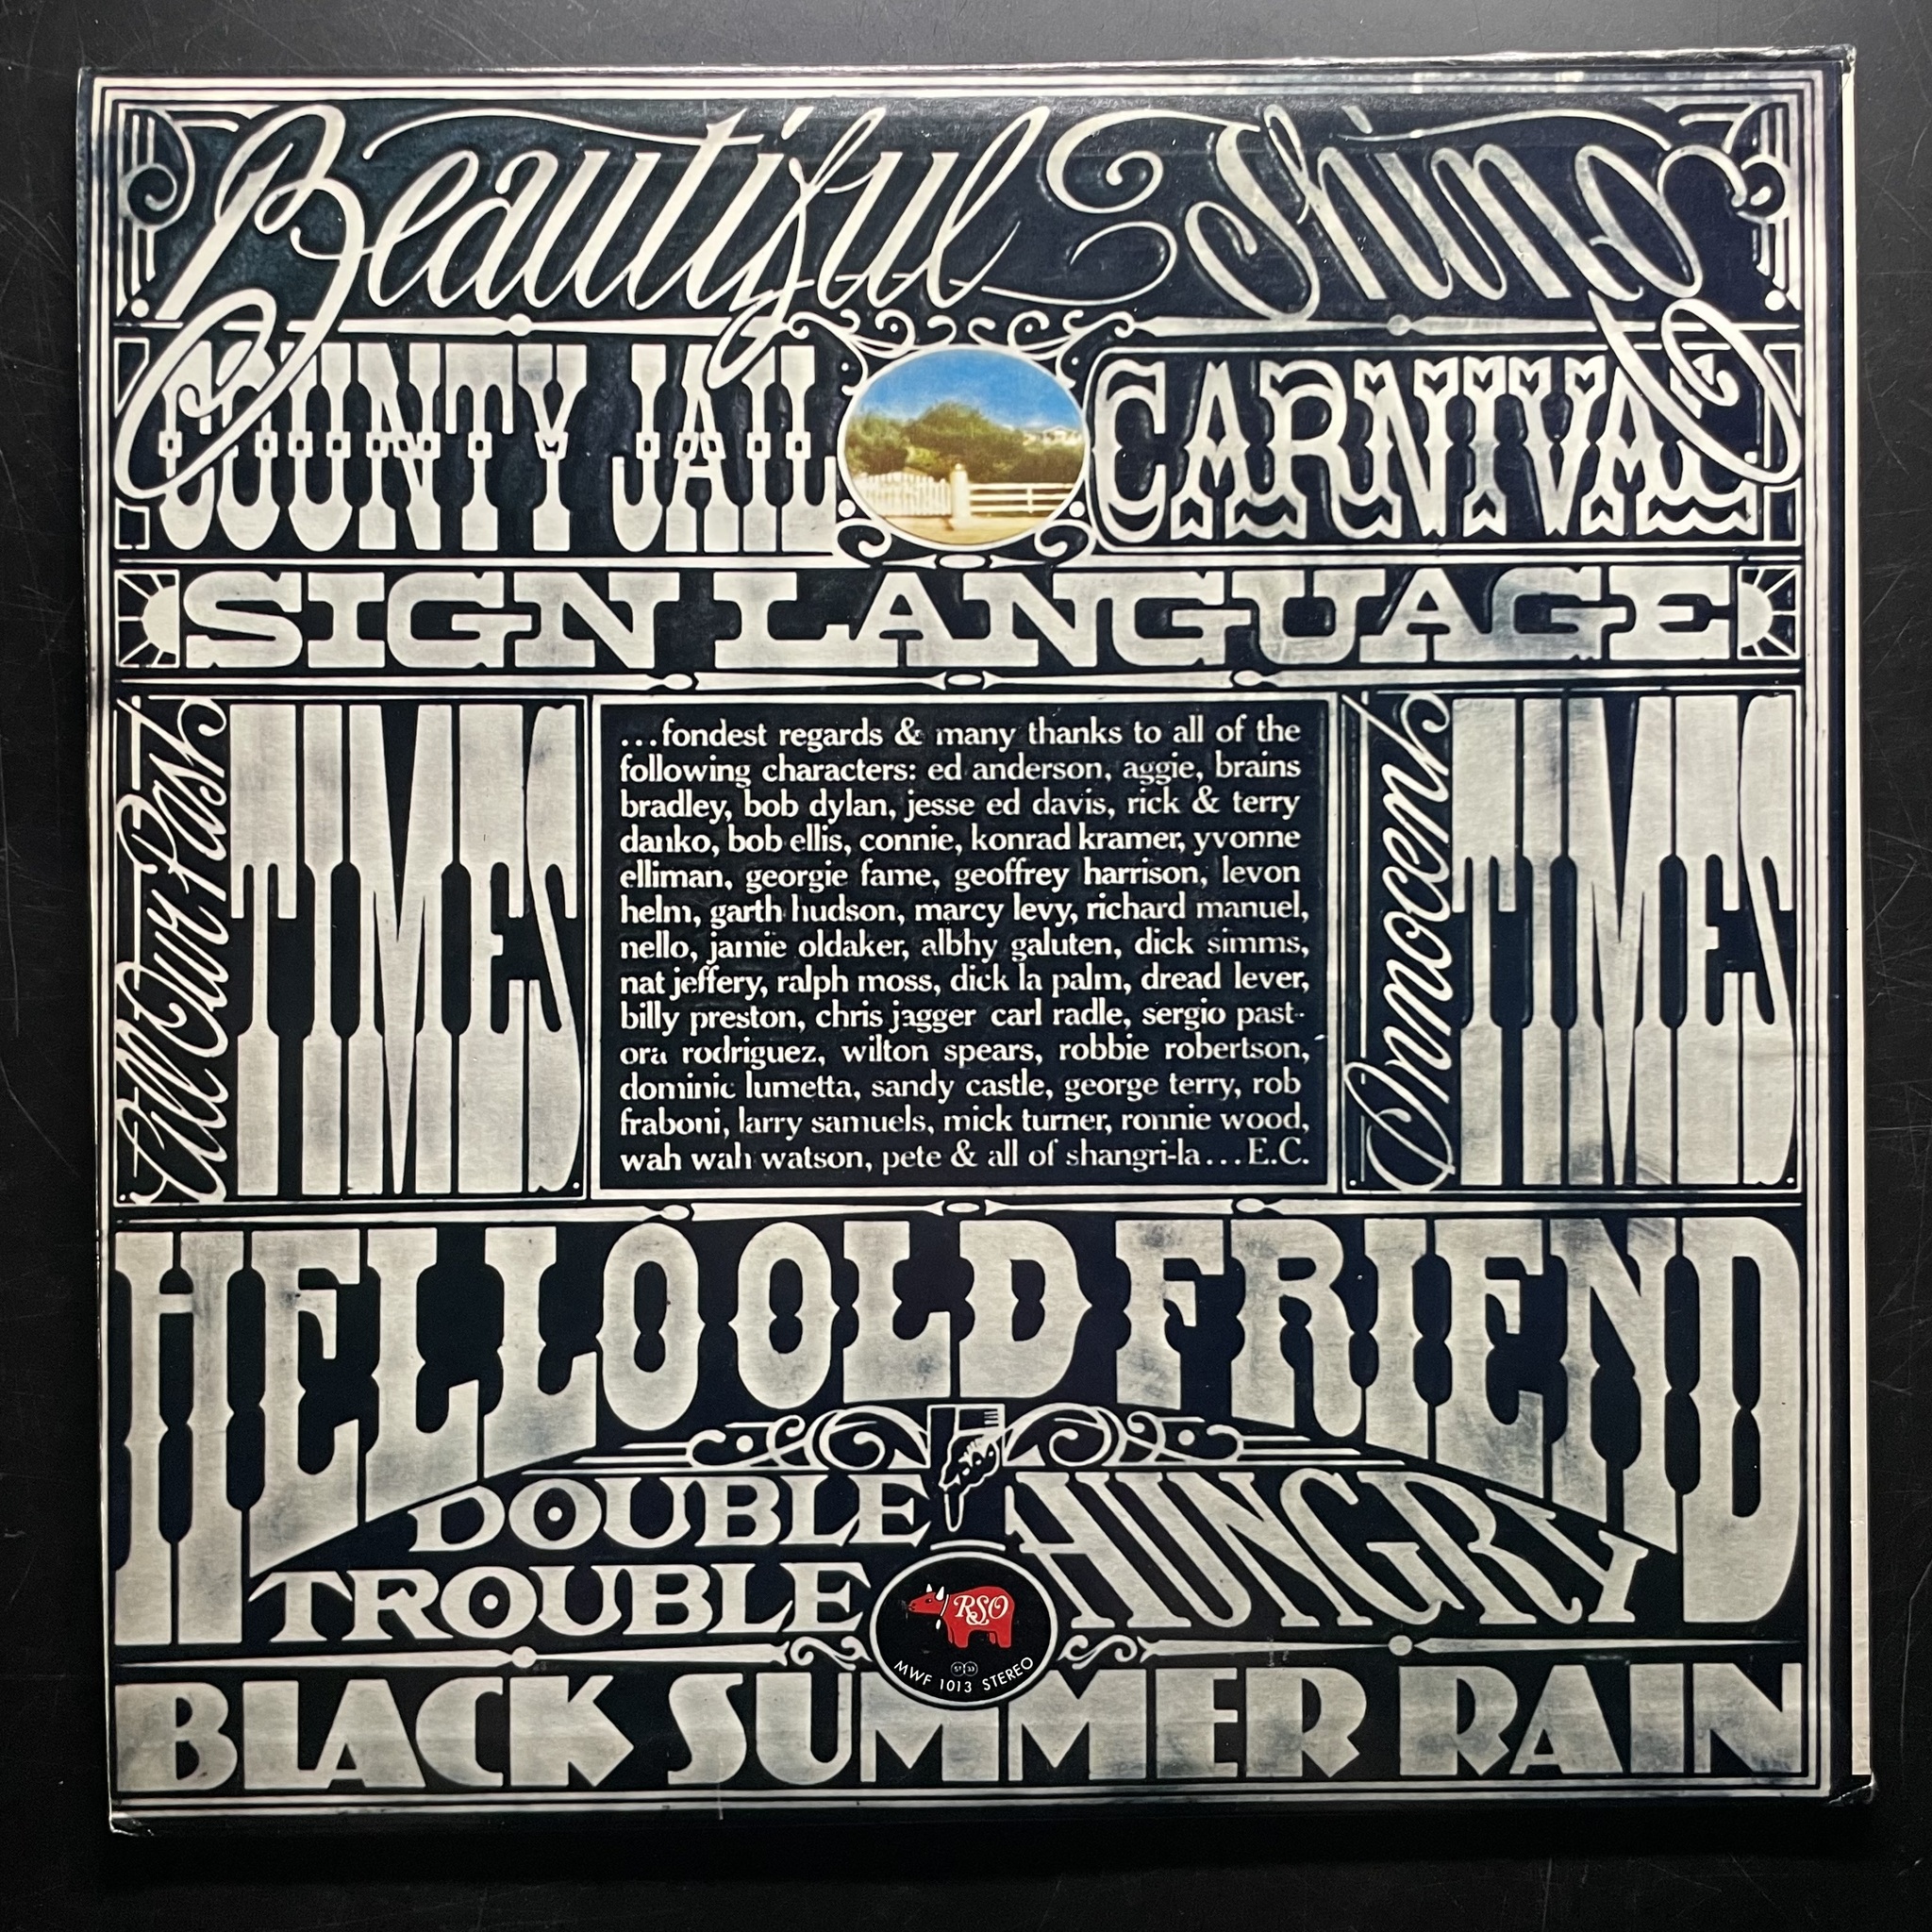 Beautiful Thing
COUNTY JAIL
CARNIVAL
SIGN LANGUAGE
All Our Past
TIMES
...fondest regards & many thanks to all of the
following characters: ed anderson, aggie, brains
bradley, bob dylan, jesse ed davis, rick & terry
danko, bob ellis, connie, konrad kramer, yvonne
elliman, georgie fame, geoffrey harrison, levon
helm, garth hudson, marcy levy, richard manuel,
nello, jamie oldaker, albhy galuten, dick simms,
nat jeffery, ralph moss, dick la palm, dread lever,
billy preston, chris jagger carl radle, sergio past-
ora rodriguez, wilton spears, robbie robertson,
dominic lumetta, sandy castle, george terry, rob
fraboni, larry samuels, mick turner, ronnie wood,
wah wah watson, pete & all of shangri-la...E.C.
Innocent
TIMES
HELLO OLD FRIEND
DOUBLE
TROUBLE
HUNGRY
RSO
MWF 1013 STEREO
BLACK SUMMER RAIN